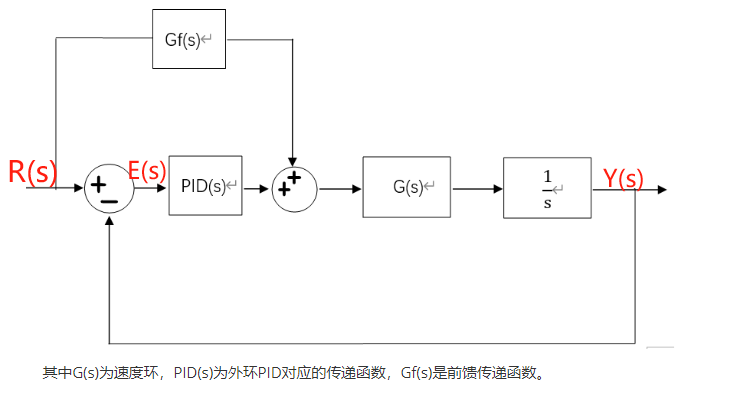 Gf(s)↵
R(s)
+
−
E(s)
PID(s)↵
+
+
G(s)↵
1
s
↵
Y(s)
其中G(s)为速度环，PID(s)为外环PID对应的传递函数，Gf(s)是前馈传递函数。